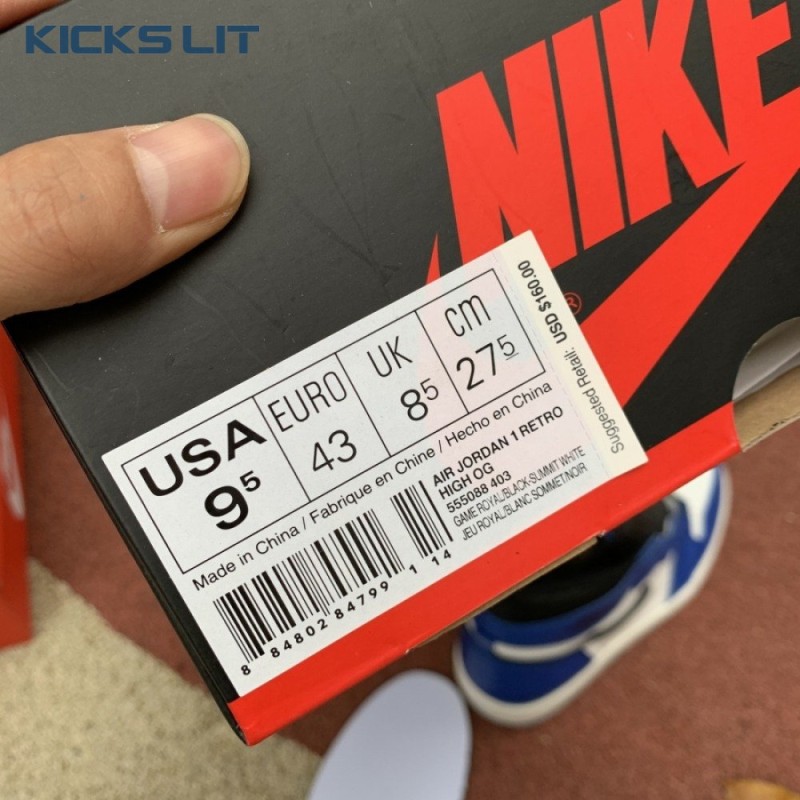 KICKS LIT
NIKE
®
Suggested Retail: USD $160.00
USA EURO UK cm
9⁵ 43 8⁵ 27⁵
Made in China / Fabrique en Chine / Hecho en China
AIR JORDAN 1 RETRO
HIGH OG
555088 403
GAME ROYAL/BLACK-SUMMIT WHITE
JEU ROYAL/BLANC SOMMET/NOIR
8 84802 84799 1 14